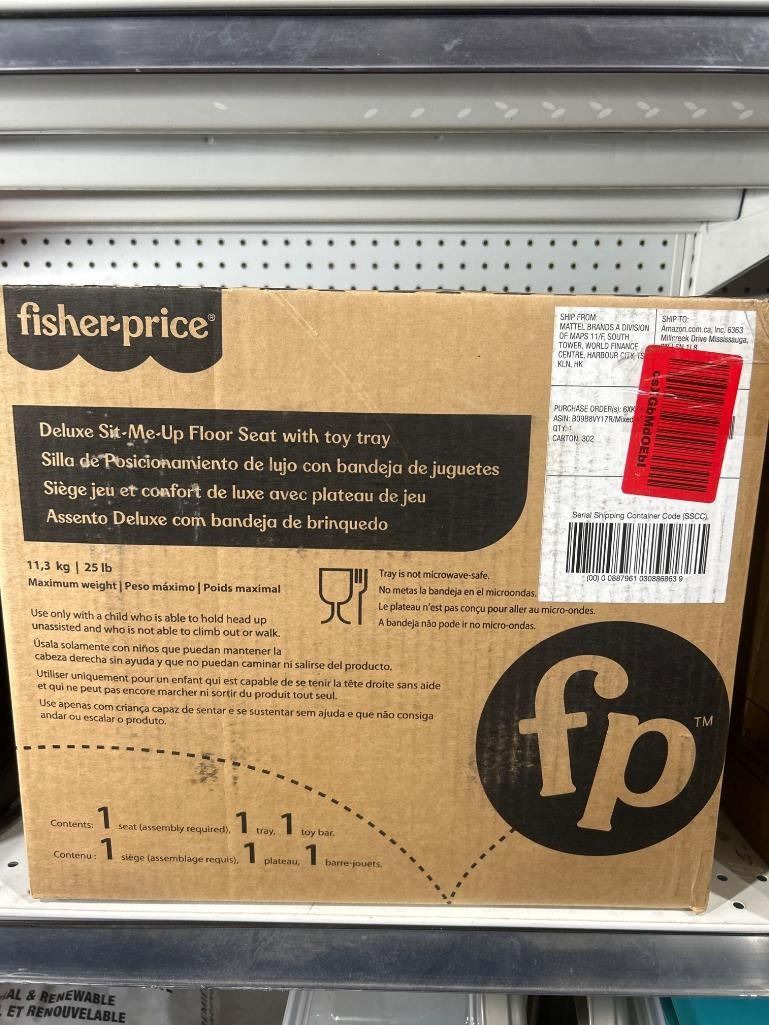 fisher-price®
Deluxe Sit-Me-Up Floor Seat with toy tray
Silla de Posicionamiento de lujo con bandeja de juguetes
Siège jeu et confort de luxe avec plateau de jeu
Assento Deluxe com bandeja de brinquedo
11,3 kg | 25 lb
Maximum weight | Peso máximo | Poids maximal
Use only with a child who is able to hold head up
unassisted and who is not able to climb out or walk.
Úsala solamente con niños que puedan mantener la
cabeza derecha sin ayuda y que no puedan caminar ni salirse del producto.
Utiliser uniquement pour un enfant qui est capable de se tenir la tête droite sans aide
et qui ne peut pas encore marcher ni sortir du produit tout seul.
Use apenas com criança capaz de sentar e se sustentar sem ajuda e que não consiga
andar ou escalar o produto.
Tray is not microwave-safe.
No metas la bandeja en el microondas.
Le plateau n'est pas conçu pour aller au micro-ondes.
A bandeja não pode ir no micro-ondas.
SHIP FROM:
MATTEL BRANDS A DIVISION
OF MAPS 11/F, SOUTH
TOWER, WORLD FINANCE
CENTRE, HARBOUR CITY, TS
KLN, HK
SHIP TO:
Amazon.com.ca, Inc. 6363
Millcreek Drive Mississauga,
PURCHASE ORDER(s):
ASIN: B09B8VY17R/Mixed
QTY: 1
CARTON: 302
csXGbMdOEbI
Serial Shipping Container Code (SSCC)
(00) 0 0887961 030886863 9
fp™
Contents: 1 seat (assembly required), 1 tray, 1 toy bar.
Contenu : 1 siège (assemblage requis), 1 plateau, 1 barre-jouets.
& RENEWABLE
ET RENOUVELABLE